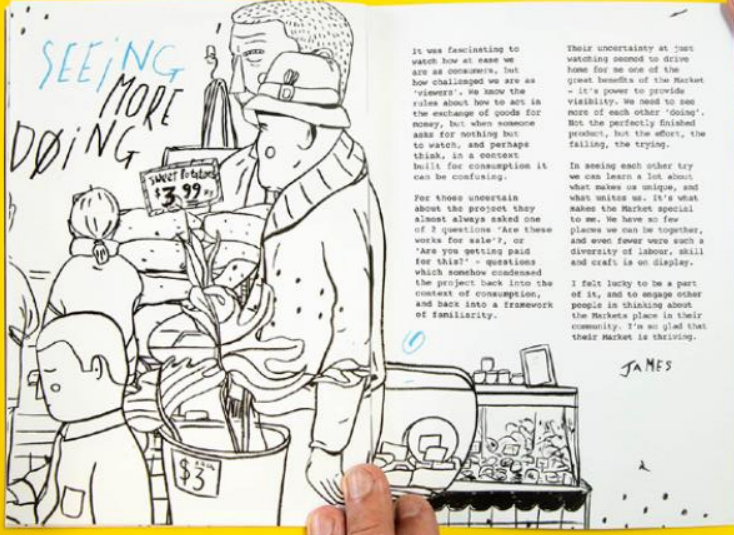 SEEiNG
MORE
DØiNG
Sweet Potatoes
$3.99
$3
It was fascinating to
watch how at ease we
are as consumers, but
how challenged we are as
'viewers'. We know the
rules about how to act in
the exchange of goods for
money, but when someone
asks for nothing but
to watch, and perhaps
think, in a context
built for consumption it
can be confusing.
For those uncertain
about the project they
almost always asked one
of 2 questions 'Are these
works for sale'?, or
'Are you getting paid
for this?' - questions
which somehow condensed
the project back into the
context of consumption,
and back into a framework
of familiarity.
Their uncertainty at just
watching seemed to drive
home for me one of the
great benefits of the Market
- it's power to provide
visibility. We need to see
more of each other 'doing'.
Not the perfectly finished
product, but the effort, the
failing, the trying.
In seeing each other try
we can learn a lot about
what makes us unique, and
what unites us. It's what
makes the Market special
to me. We have so few
places we can be together,
and even fewer were such a
diversity of labour, skill
and craft is on display.
I felt lucky to be a part
of it, and to engage other
people in thinking about
the Markets place in their
community. I'm so glad that
their Market is thriving.
JAMES